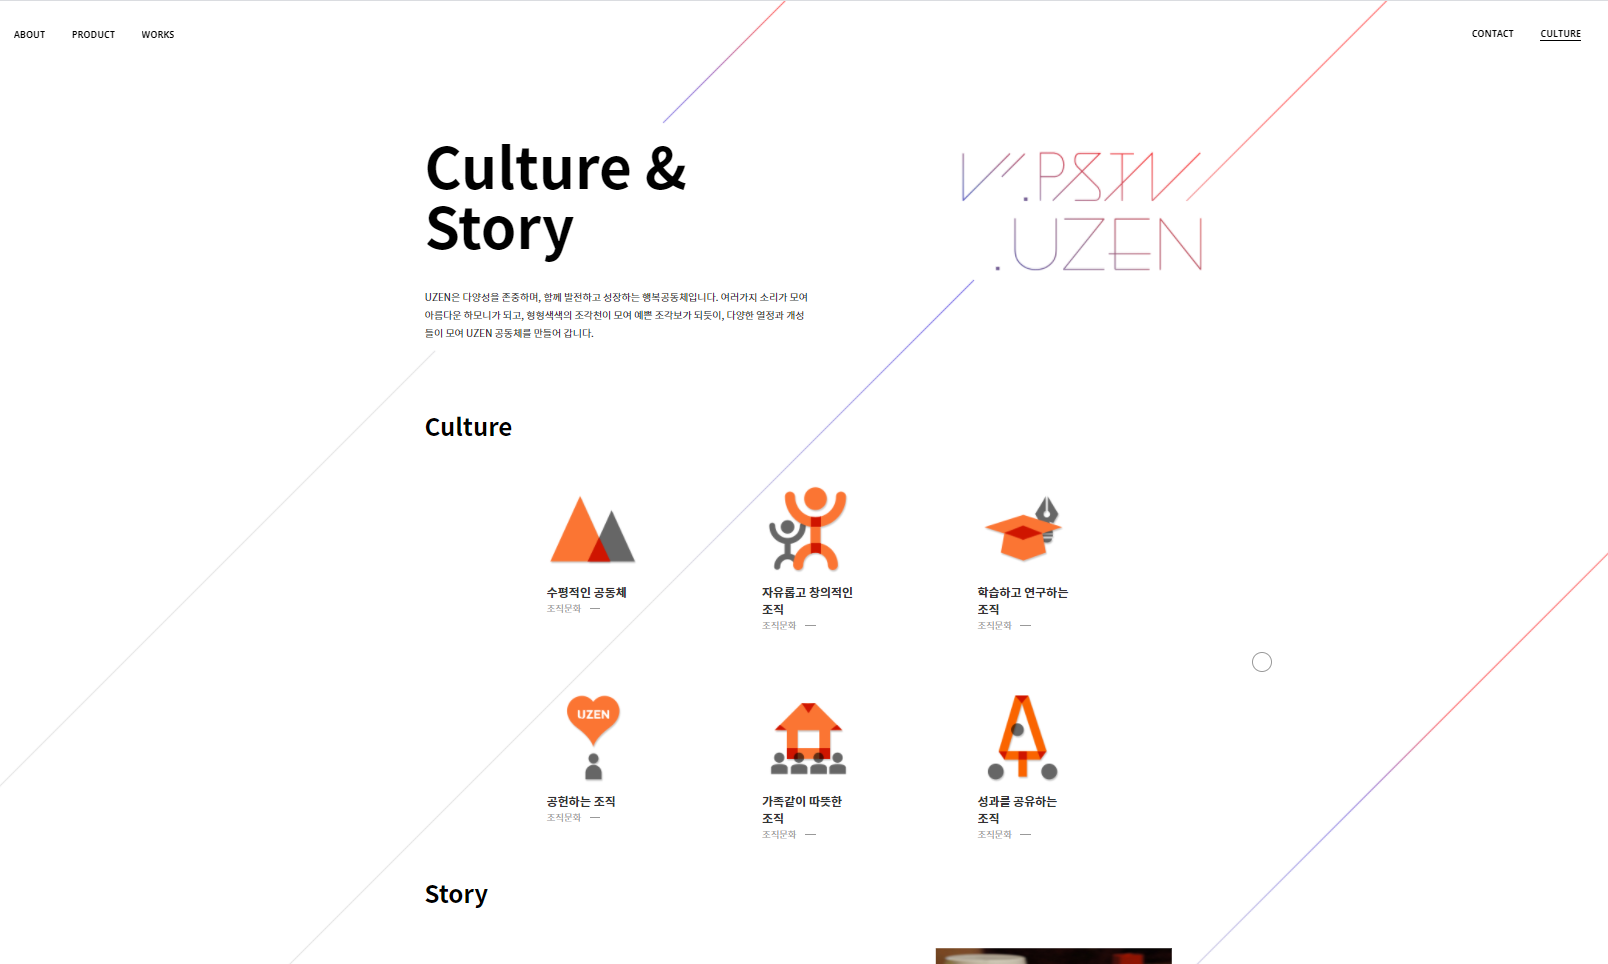 ABOUT PRODUCT WORKS CONTACT CULTURE
Culture &
Story
.UZEN
UZEN은 다양성을 존중하며, 함께 발전하고 성장하는 행복공동체입니다. 여러가지 소리가 모여
아름다운 하모니가 되고, 형형색색의 조각천이 모여 예쁜 조각보가 되듯이, 다양한 열정과 개성
들이 모여 UZEN 공동체를 만들어 갑니다.
Culture
수평적인 공동체
조직문화
자유롭고 창의적인
조직
조직문화
학습하고 연구하는
조직
조직문화
UZEN
공헌하는 조직
조직문화
가족같이 따뜻한
조직
조직문화
성과를 공유하는
조직
조직문화
Story